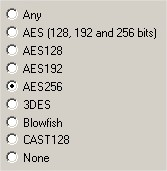 Any
AES (128, 192 and 256 bits)
AES128
AES192
AES256
3DES
Blowfish
CAST128
None